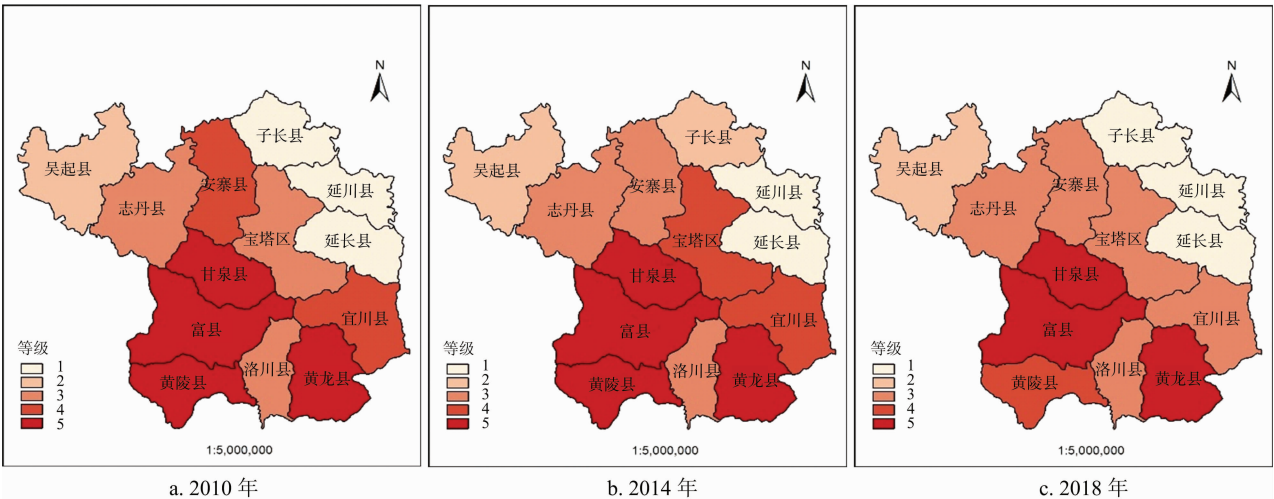 N
子长县
吴起县
安寨县
延川县
志丹县
宝塔区
延长县
甘泉县
富县
宜川县
洛川县
黄陵县
黄龙县
等级
1
2
3
4
5
1:5,000,000
a. 2010 年
N
子长县
吴起县
安寨县
延川县
志丹县
宝塔区
延长县
甘泉县
富县
宜川县
洛川县
黄陵县
黄龙县
等级
1
2
3
4
5
1:5,000,000
b. 2014 年
N
子长县
吴起县
安寨县
延川县
志丹县
宝塔区
延长县
甘泉县
富县
宜川县
洛川县
黄陵县
黄龙县
等级
1
2
3
4
5
1:5,000,000
c. 2018 年